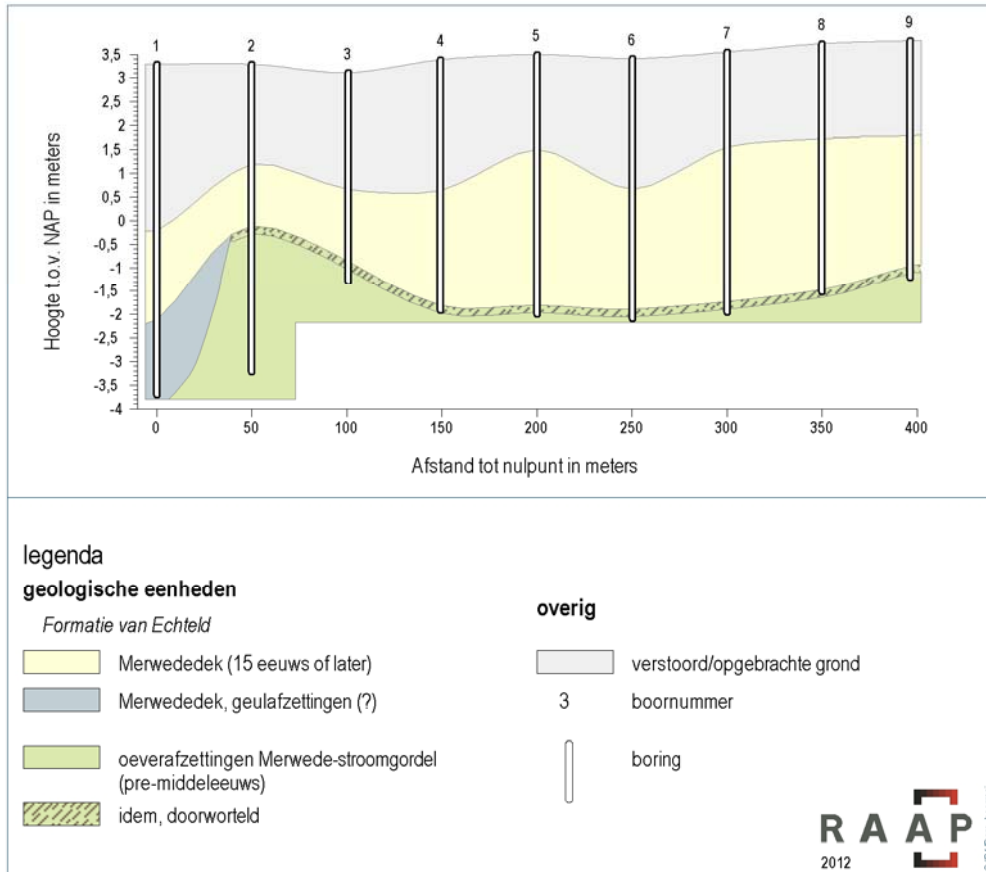 1 2 3 4 5 6 7 8 9
3,5
3
2,5
2
1,5
1
0,5
0
-0,5
-1
-1,5
-2
-2,5
-3
-3,5
-4
Hoogte t.o.v. NAP in meters
0 50 100 150 200 250 300 350 400
Afstand tot nulpunt in meters
legenda
geologische eenheden
Formatie van Echteld
Merwededek (15 eeuws of later)
Merwededek, geulafzettingen (?)
oeverafzettingen Merwede-stroomgordel
(pre-middeleeuws)
idem, doorworteld
overig
verstoord/opgebrachte grond
3 boornummer
boring
RAAP
2012